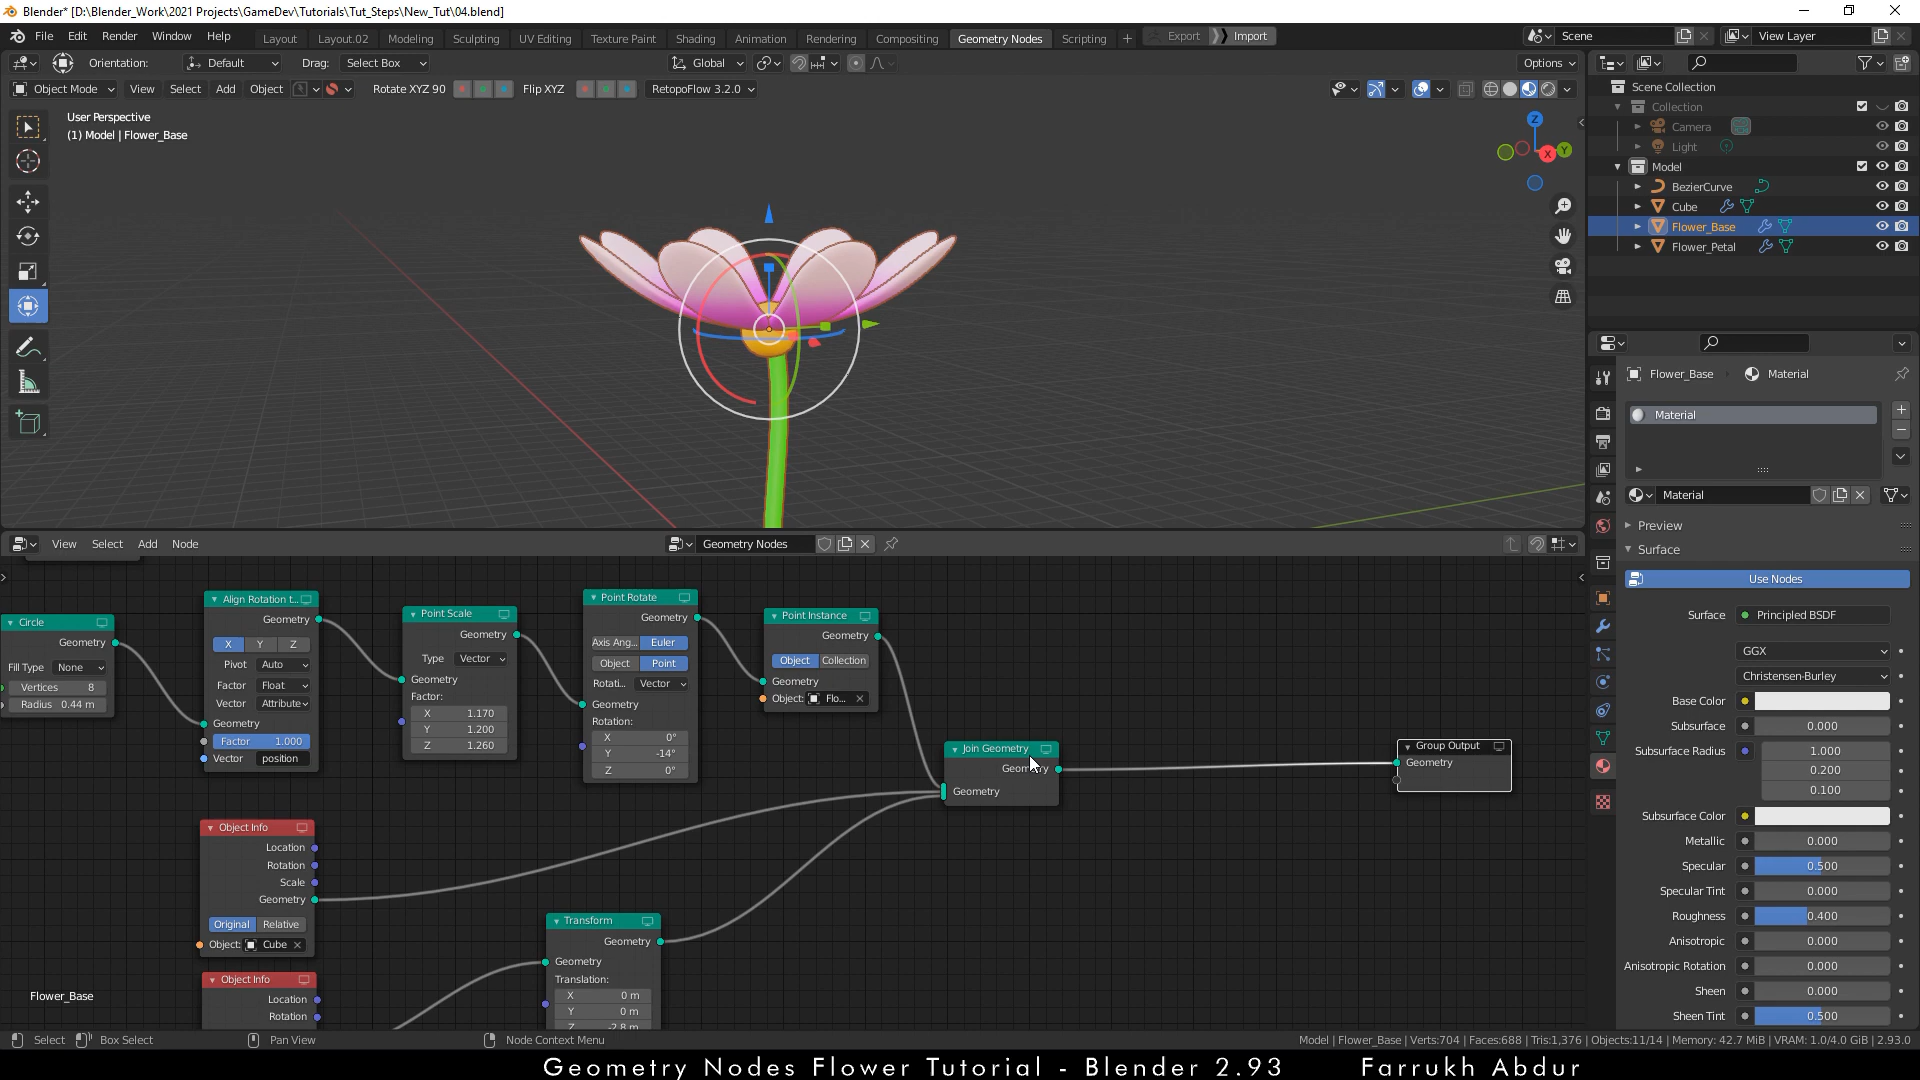 Blender* [D:\Blender_Work\2021 Projects\GameDev\Tutorials\Tut_Steps\New_Tut\04.blend]
File Edit Render Window Help Layout Layout.02 Modeling Sculpting UV Editing Texture Paint Shading Animation Rendering Compositing Geometry Nodes Scripting + Export Import Scene View Layer
Orientation: Default Drag: Select Box Global Options
Object Mode View Select Add Object Rotate XYZ 90 Flip XYZ RetopoFlow 3.2.0
User Perspective
(1) Model | Flower_Base
Z
X
Y
Scene Collection
Collection
Camera
Light
Model
BezierCurve
Cube
Flower_Base
Flower_Petal
Flower_Base Material
Material
Material
Preview
Surface
Use Nodes
Surface Principled BSDF
GGX
Christensen-Burley
Base Color
Subsurface 0.000
Subsurface Radius 1.000
0.200
0.100
Subsurface Color
Metallic 0.000
Specular 0.500
Specular Tint 0.000
Roughness 0.400
Anisotropic 0.000
Anisotropic Rotation 0.000
Sheen 0.000
Sheen Tint 0.500
View Select Add Node Geometry Nodes
Circle
Geometry
Fill Type None
Vertices 8
Radius 0.44 m
Align Rotation t...
Geometry
X Y Z
Pivot Auto
Factor Float
Vector Attribute
Geometry
Factor 1.000
Vector position
Point Scale
Geometry
Type Vector
Geometry
Factor:
X 1.170
Y 1.200
Z 1.260
Point Rotate
Geometry
Axis Ang... Euler
Object Point
Rotati... Vector
Geometry
Rotation:
X 0°
Y -14°
Z 0°
Point Instance
Geometry
Object Collection
Geometry
Object: Flo...
Join Geometry
Geometry
Geometry
Group Output
Geometry
Object Info
Location
Rotation
Scale
Geometry
Original Relative
Object: Cube
Object Info
Location
Rotation
Transform
Geometry
Geometry
Translation:
X 0 m
Y 0 m
Z -2.8 m
Flower_Base
Select Box Select Pan View Node Context Menu Model | Flower_Base | Verts:704 | Faces:688 | Tris:1,376 | Objects:11/14 | Memory: 42.7 MiB | VRAM: 1.0/4.0 GiB | 2.93.0
Geometry Nodes Flower Tutorial - Blender 2.93 Farrukh Abdur